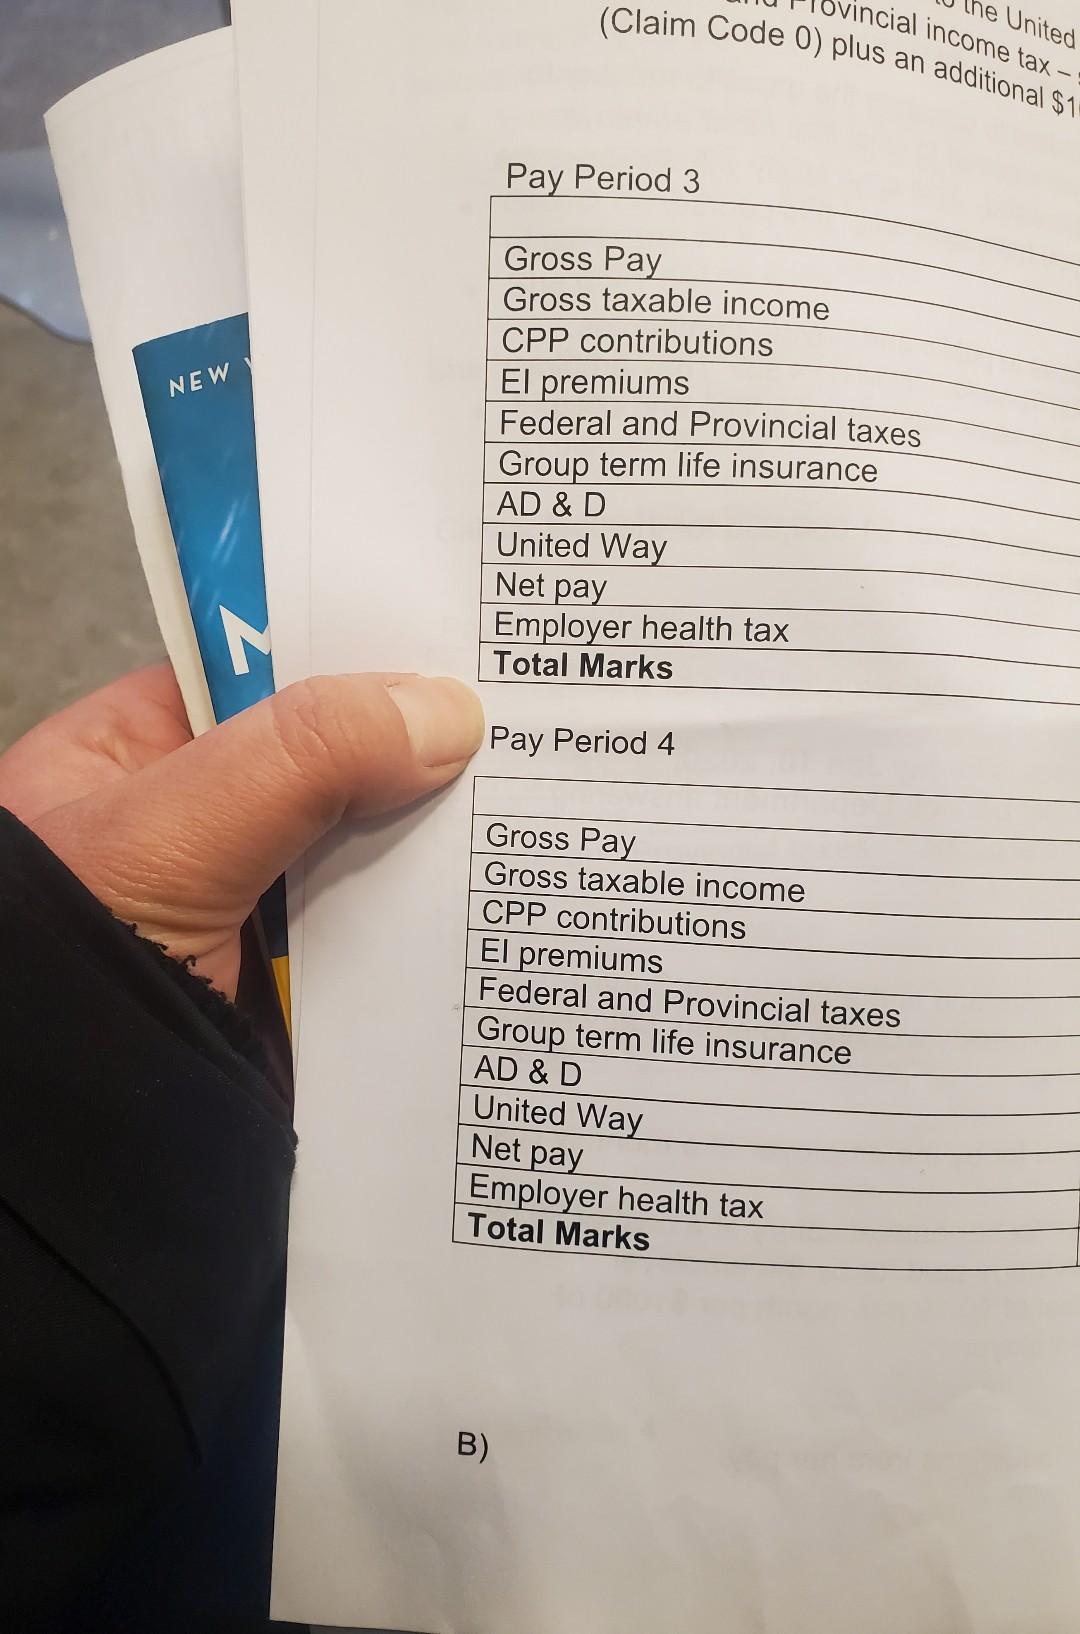 the United
Provincial income tax –
(Claim Code 0) plus an additional $1
Pay Period 3
Gross Pay
Gross taxable income
CPP contributions
EI premiums
Federal and Provincial taxes
Group term life insurance
AD & D
United Way
Net pay
Employer health tax
Total Marks
Pay Period 4
Gross Pay
Gross taxable income
CPP contributions
EI premiums
Federal and Provincial taxes
Group term life insurance
AD & D
United Way
Net pay
Employer health tax
Total Marks
B)
NEW
M